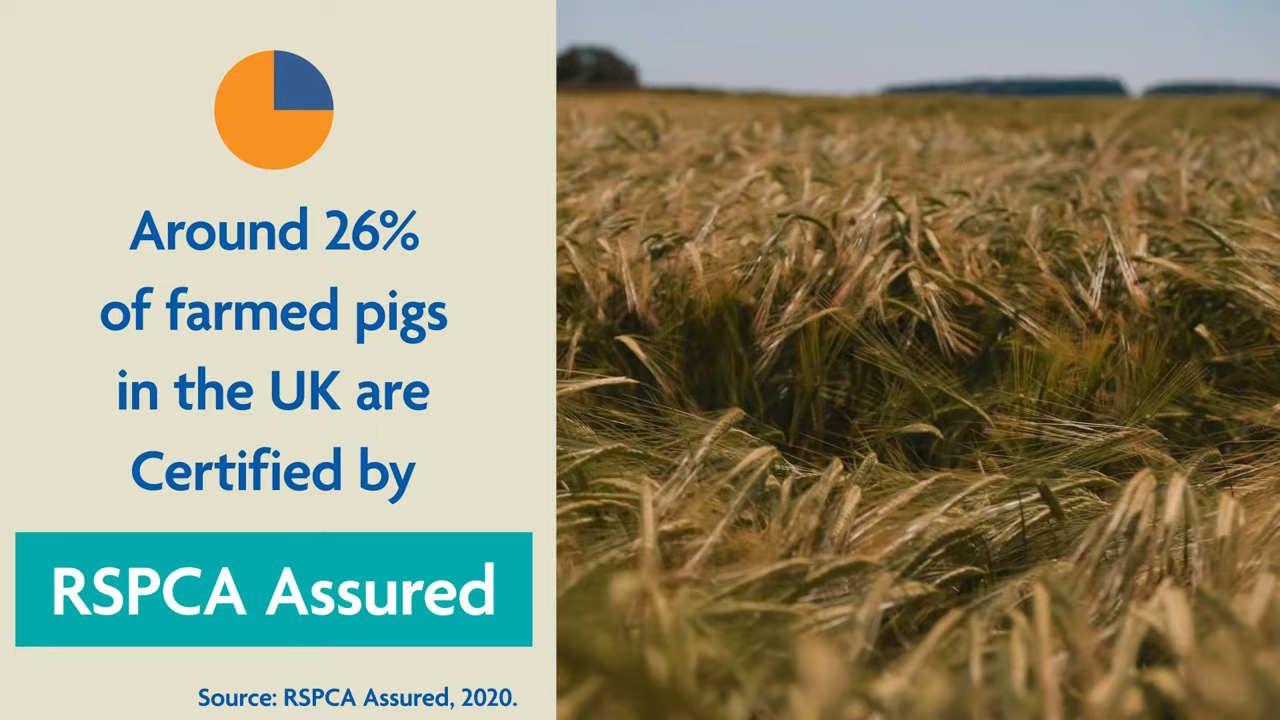 Around 26%
of farmed pigs
in the UK are
Certified by
RSPCA Assured
Source: RSPCA Assured, 2020.